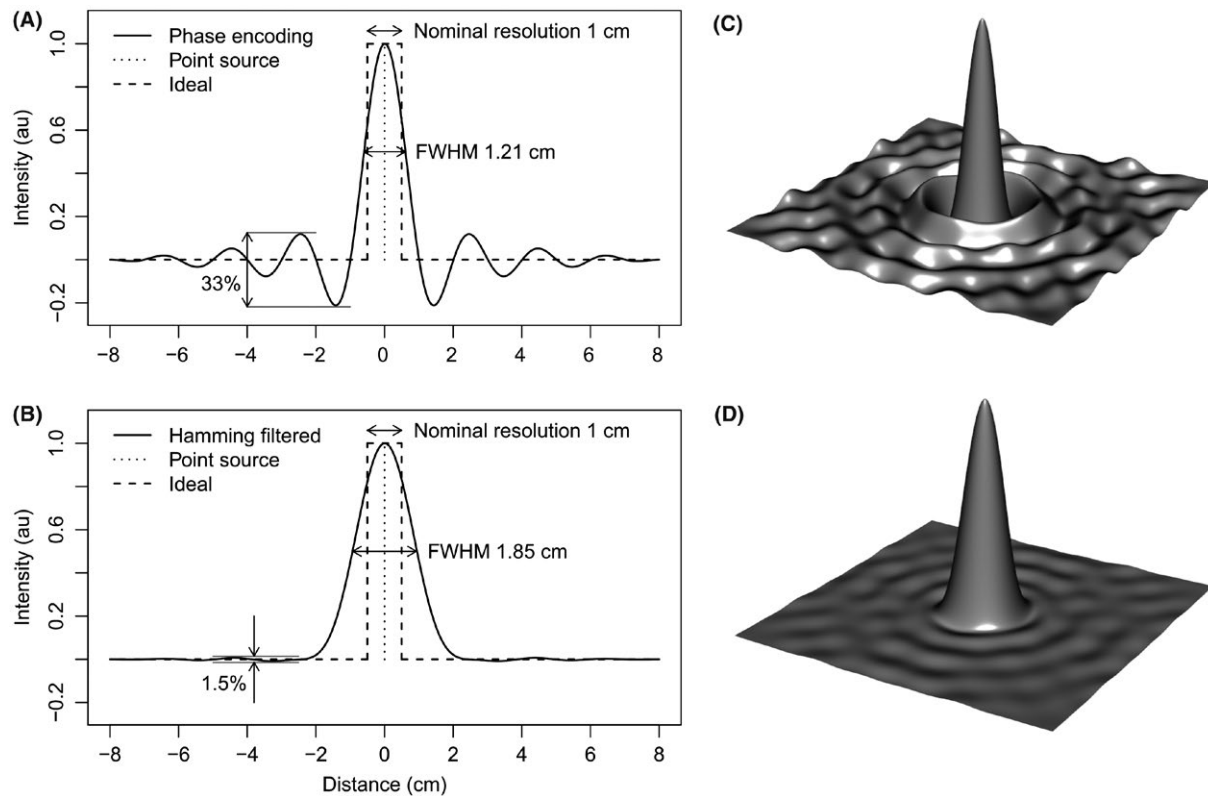 (A)
Phase encoding
Point source
Ideal
Nominal resolution 1 cm
FWHM 1.21 cm
33%
Intensity (au)
1.0
0.6
0.2
−0.2
−8 −6 −4 −2 0 2 4 6 8
(B)
Hamming filtered
Point source
Ideal
Nominal resolution 1 cm
FWHM 1.85 cm
1.5%
Intensity (au)
1.0
0.6
0.2
−0.2
−8 −6 −4 −2 0 2 4 6 8
Distance (cm)
(C)
(D)